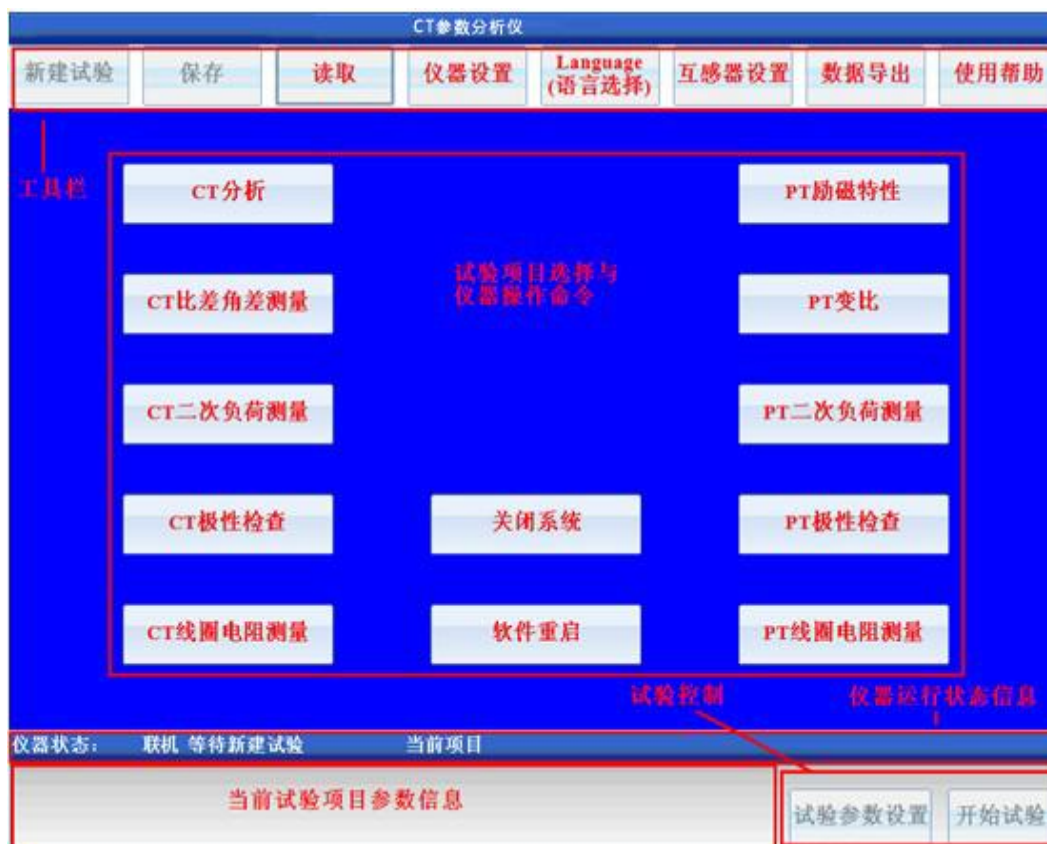 CT参数分析仪
新建试验 保存 读取 仪器设置 Language 互感器设置 数据导出 使用帮助
(语言选择)
工具栏
CT分析 PT励磁特性
试验项目选择与
仪器操作命令
CT比差角差测量 PT变比
CT二次负荷测量 PT二次负荷测量
CT极性检查 关闭系统 PT极性检查
CT线圈电阻测量 软件重启 PT线圈电阻测量
试验控制 仪器运行状态信息
仪器状态: 联机 等待新建试验 当前项目
当前试验项目参数信息
试验参数设置 开始试验